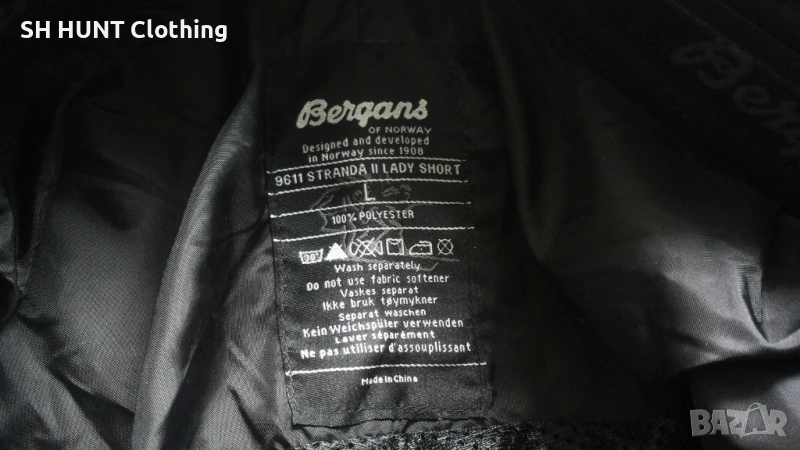 SH HUNT Clothing
Bergans
OF NORWAY
Designed and developed
in Norway since 1908
9611 STRANDA II LADY SHORT
L
100% POLYESTER
Wash separately
Do not use fabric softener
Vaskes separat
Ikke bruk tøymykner
Separat waschen
Kein Weichspüler verwenden
Laver séparément
Ne pas utiliser d'assouplissant
Made in China
Bergan
BAZAR